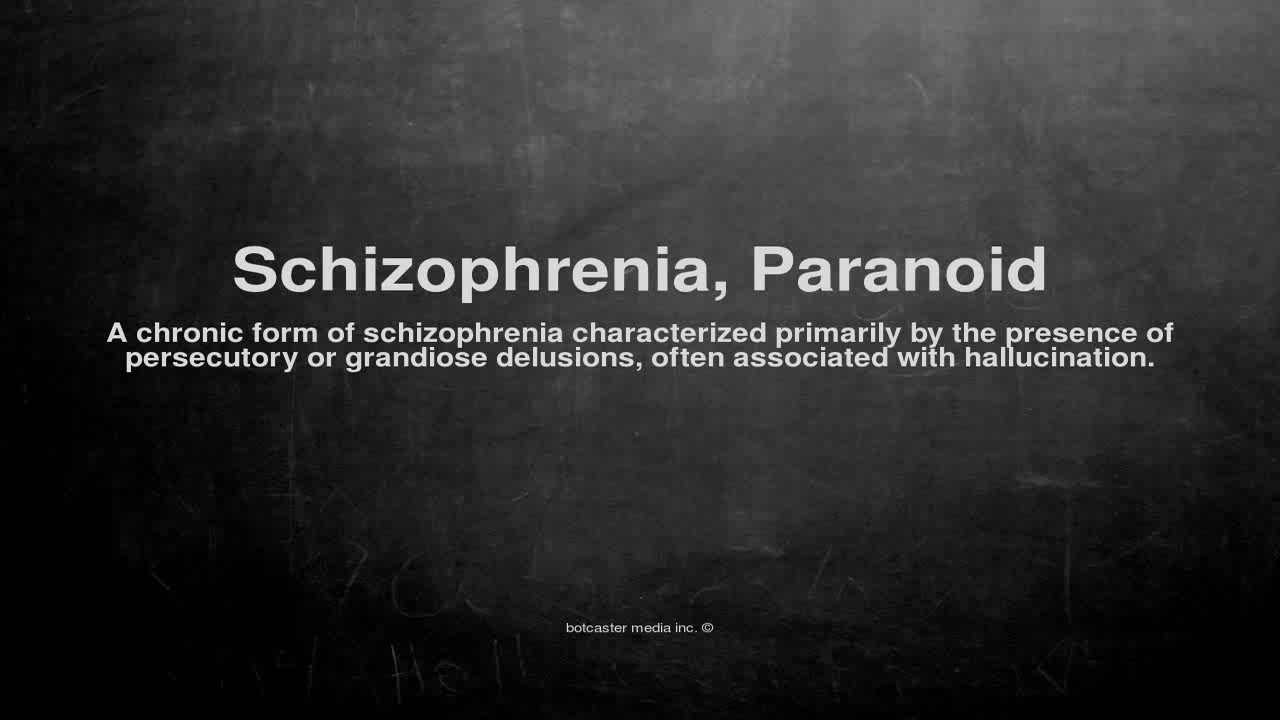 Schizophrenia, Paranoid
A chronic form of schizophrenia characterized primarily by the presence of
persecutory or grandiose delusions, often associated with hallucination.
botcaster media inc. ©